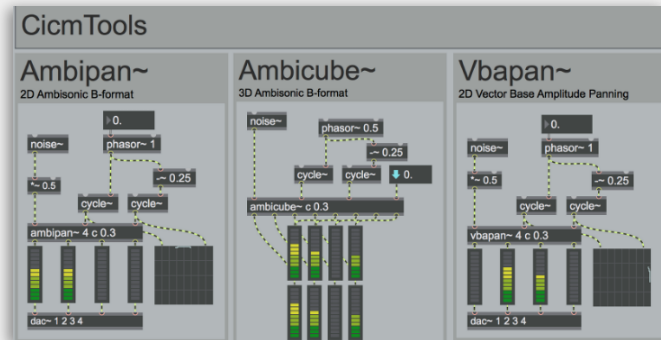 CicmTools
Ambipan~
2D Ambisonic B-format
0.
noise~
phasor~ 1
-~ 0.25
*~ 0.5
cycle~
cycle~
ambipan~ 4 c 0.3
dac~ 1 2 3 4
Ambicube~
3D Ambisonic B-format
noise~
phasor~ 0.5
-~ 0.25
cycle~
cycle~
0.
ambicube~ c 0.3
Vbapan~
2D Vector Base Amplitude Panning
0.
noise~
phasor~ 1
*~ 0.5
-~ 0.25
cycle~
cycle~
vbapan~ 4 c 0.3
dac~ 1 2 3 4